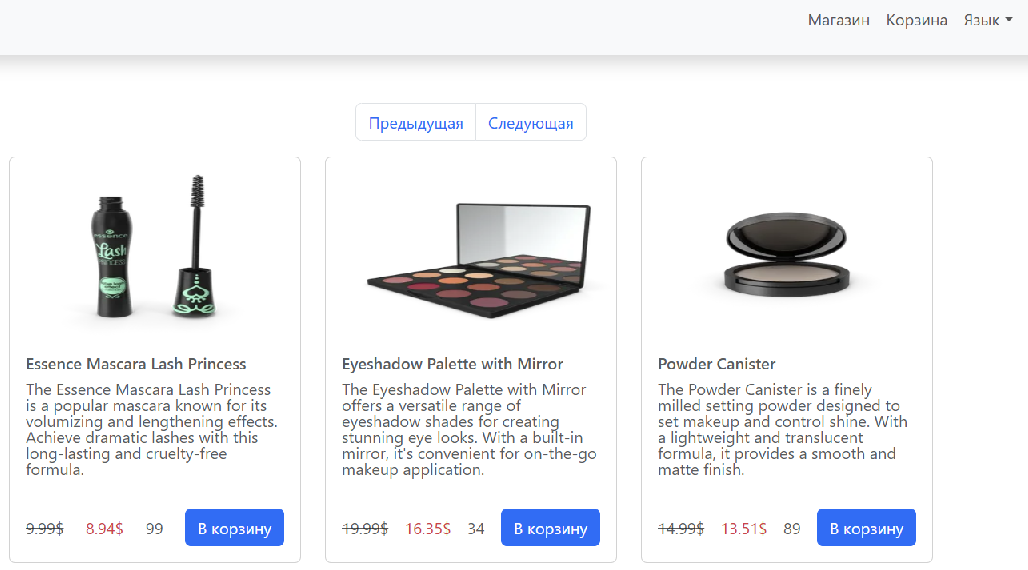 Магазин Корзина Язык
Предыдущая Следующая
essence
Lash
PRINCESS
Essence Mascara Lash Princess
The Essence Mascara Lash Princess
is a popular mascara known for its
volumizing and lengthening effects.
Achieve dramatic lashes with this
long-lasting and cruelty-free
formula.
9.99$ 8.94$ 99 В корзину
Eyeshadow Palette with Mirror
The Eyeshadow Palette with Mirror
offers a versatile range of
eyeshadow shades for creating
stunning eye looks. With a built-in
mirror, it's convenient for on-the-go
makeup application.
19.99$ 16.35$ 34 В корзину
Powder Canister
The Powder Canister is a finely
milled setting powder designed to
set makeup and control shine. With
a lightweight and translucent
formula, it provides a smooth and
matte finish.
14.99$ 13.51$ 89 В корзину